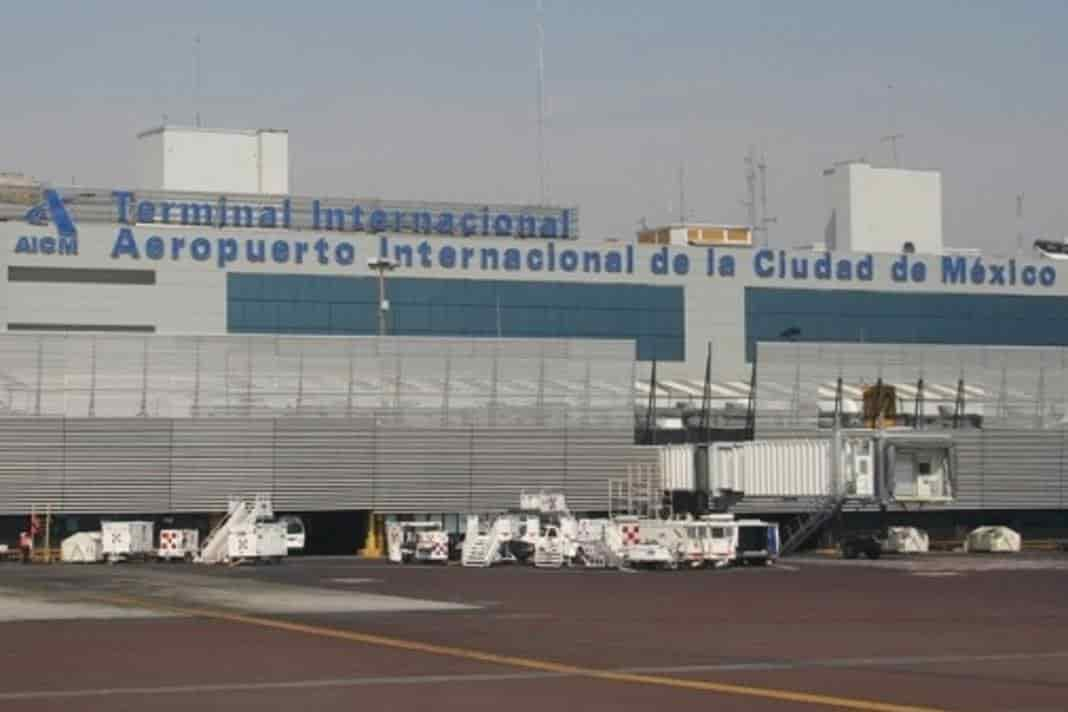 Terminal Internacional
AICM
Aeropuerto Internacional de la Ciudad de México